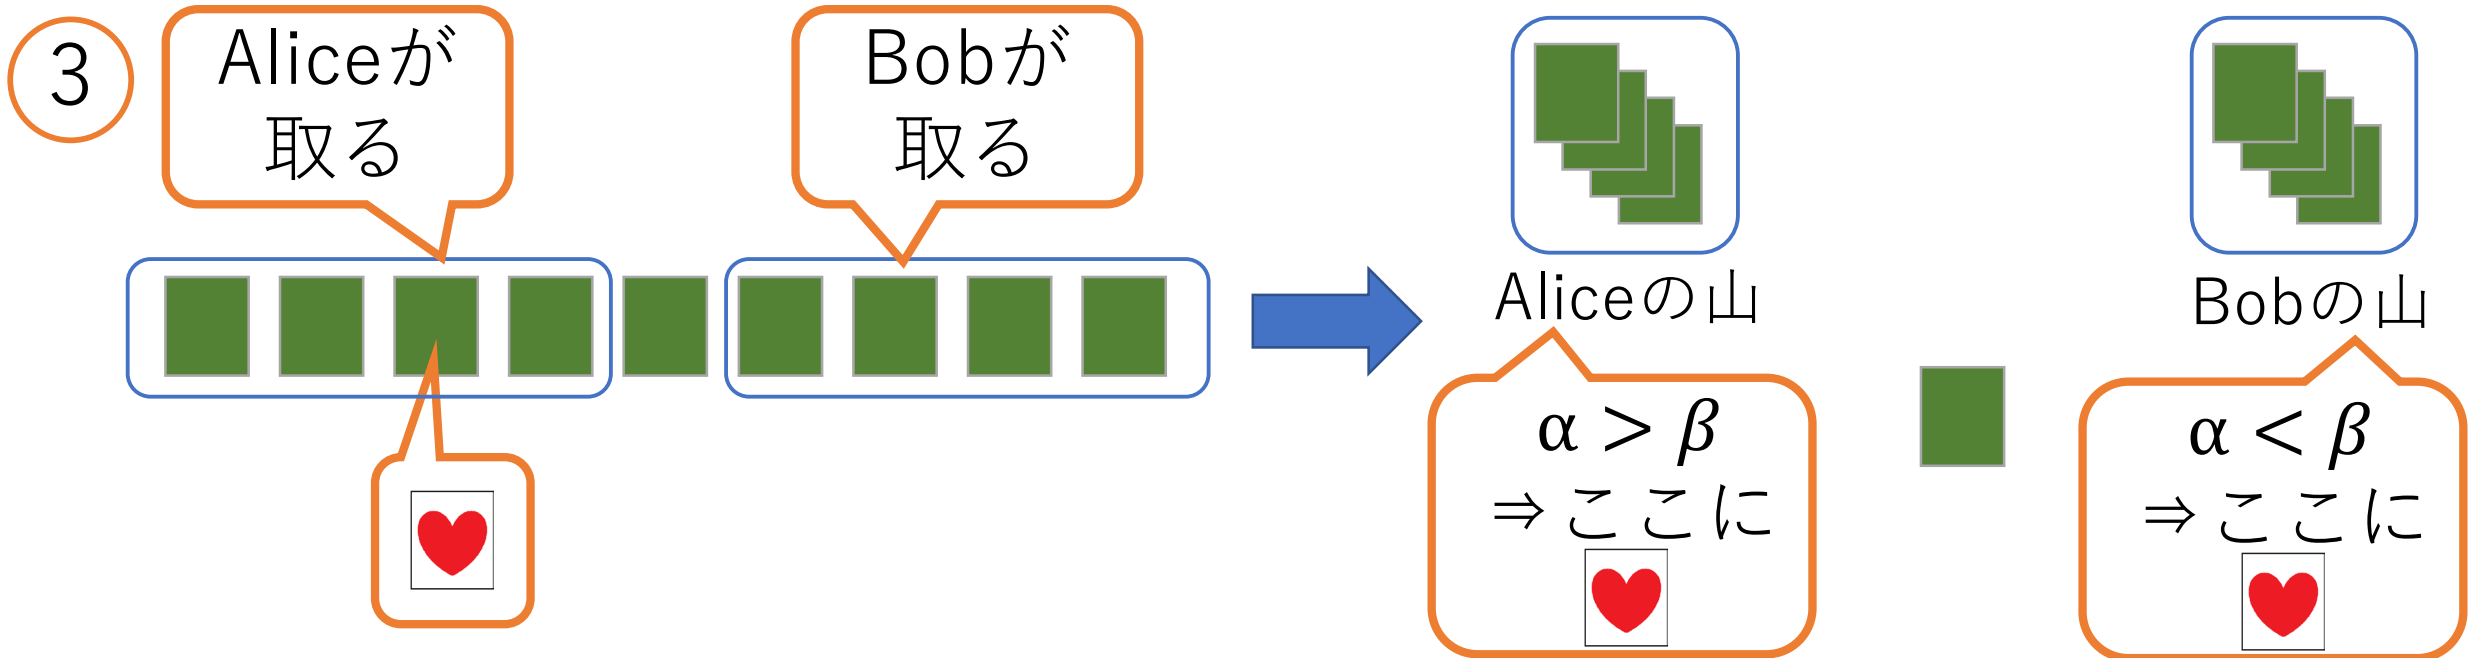 ③
Aliceが
取る
Bobが
取る
Aliceの山
Bobの山
α > β
⇒ここに
α < β
⇒ここに